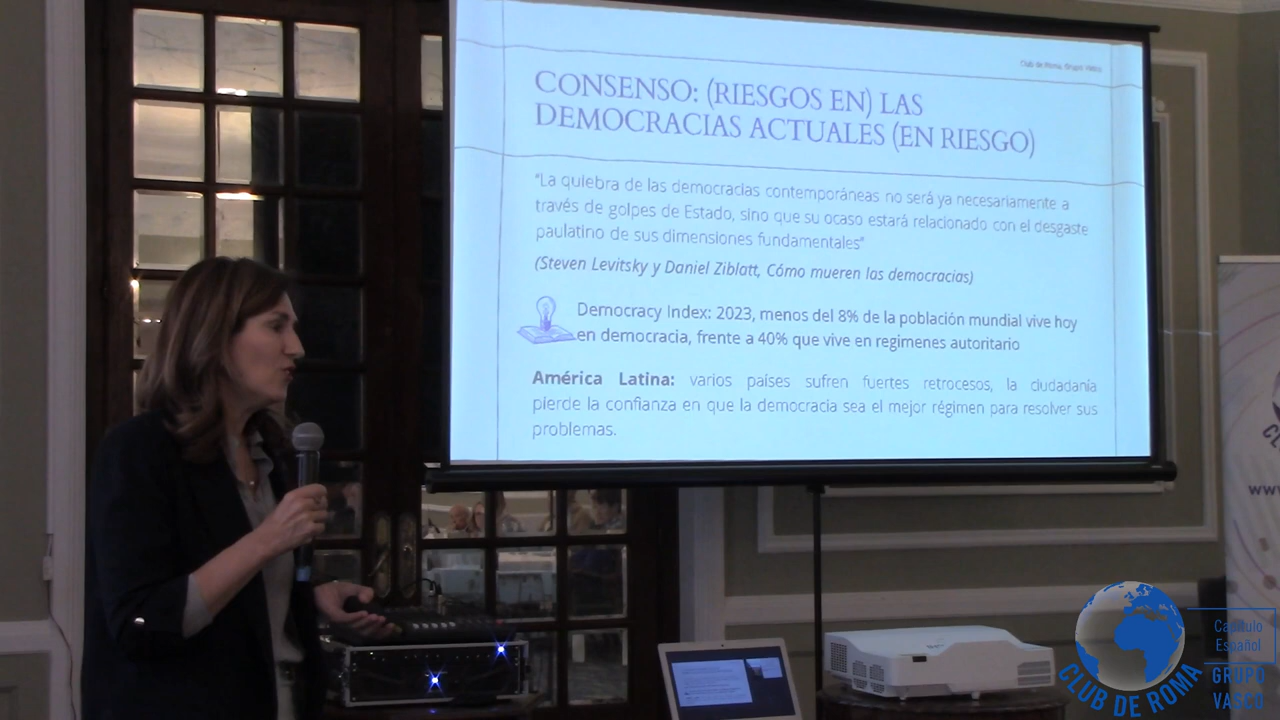 Club de Roma, Grupo Vasco
CONSENSO: (RIESGOS EN) LAS
DEMOCRACIAS ACTUALES (EN RIESGO)
“La quiebra de las democracias contemporáneas no será ya necesariamente a
través de golpes de Estado, sino que su ocaso estará relacionado con el desgaste
paulatino de sus dimensiones fundamentales”
(Steven Levitsky y Daniel Ziblatt, Cómo mueren las democracias)
Democracy Index: 2023, menos del 8% de la población mundial vive hoy
en democracia, frente a 40% que vive en regimenes autoritario
América Latina: varios países sufren fuertes retrocesos, la ciudadanía
pierde la confianza en que la democracia sea el mejor régimen para resolver sus
problemas.
www
CLUB DE ROMA
Capítulo
Español
GRUPO
VASCO